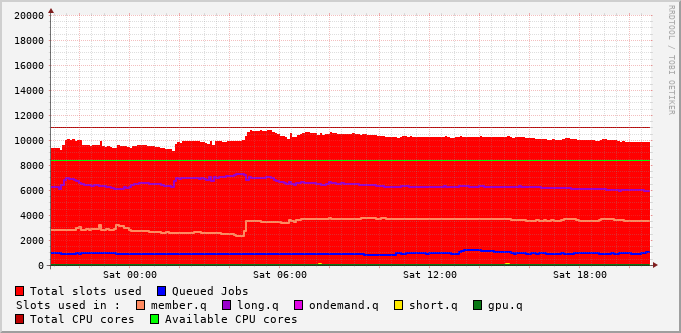 20000
18000
16000
14000
12000
10000
8000
6000
4000
2000
0
Sat 00:00 Sat 06:00 Sat 12:00 Sat 18:00
RRDTOOL / TOBI OETIKER
Total slots used Queued Jobs
Slots used in : member.q long.q ondemand.q short.q gpu.q
Total CPU cores Available CPU cores